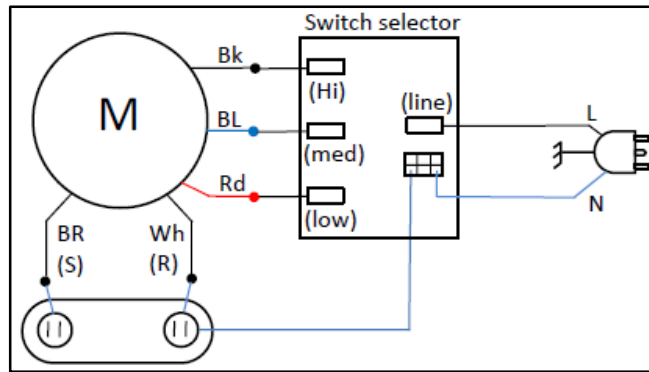 Switch selector
Bk
(Hi)
(line)
L
M
BL
(med)
Rd
(low)
N
BR
(S)
Wh
(R)